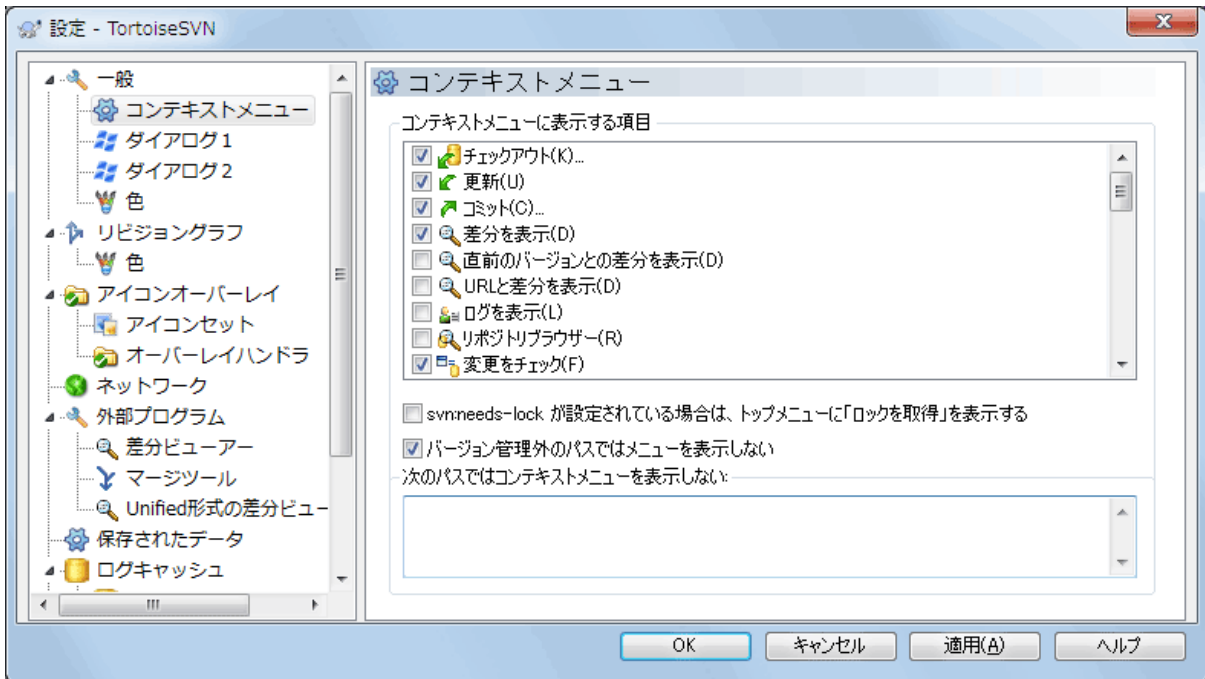 設定 - TortoiseSVN
一般
コンテキストメニュー
ダイアログ1
ダイアログ2
色
リビジョングラフ
色
アイコンオーバーレイ
アイコンセット
オーバーレイハンドラ
ネットワーク
外部プログラム
差分ビューアー
マージツール
Unified形式の差分ビュー
保存されたデータ
ログキャッシュ
コンテキストメニュー
コンテキストメニューに表示する項目
チェックアウト(K)...
更新(U)
コミット(C)...
差分を表示(D)
直前のバージョンとの差分を表示(D)
URLと差分を表示(D)
ログを表示(L)
リポジトリブラウザー(R)
変更をチェック(F)
svn:needs-lock が設定されている場合は、トップメニューに「ロックを取得」を表示する
バージョン管理外のパスではメニューを表示しない
次のパスではコンテキストメニューを表示しない:
OK
キャンセル
適用(A)
ヘルプ